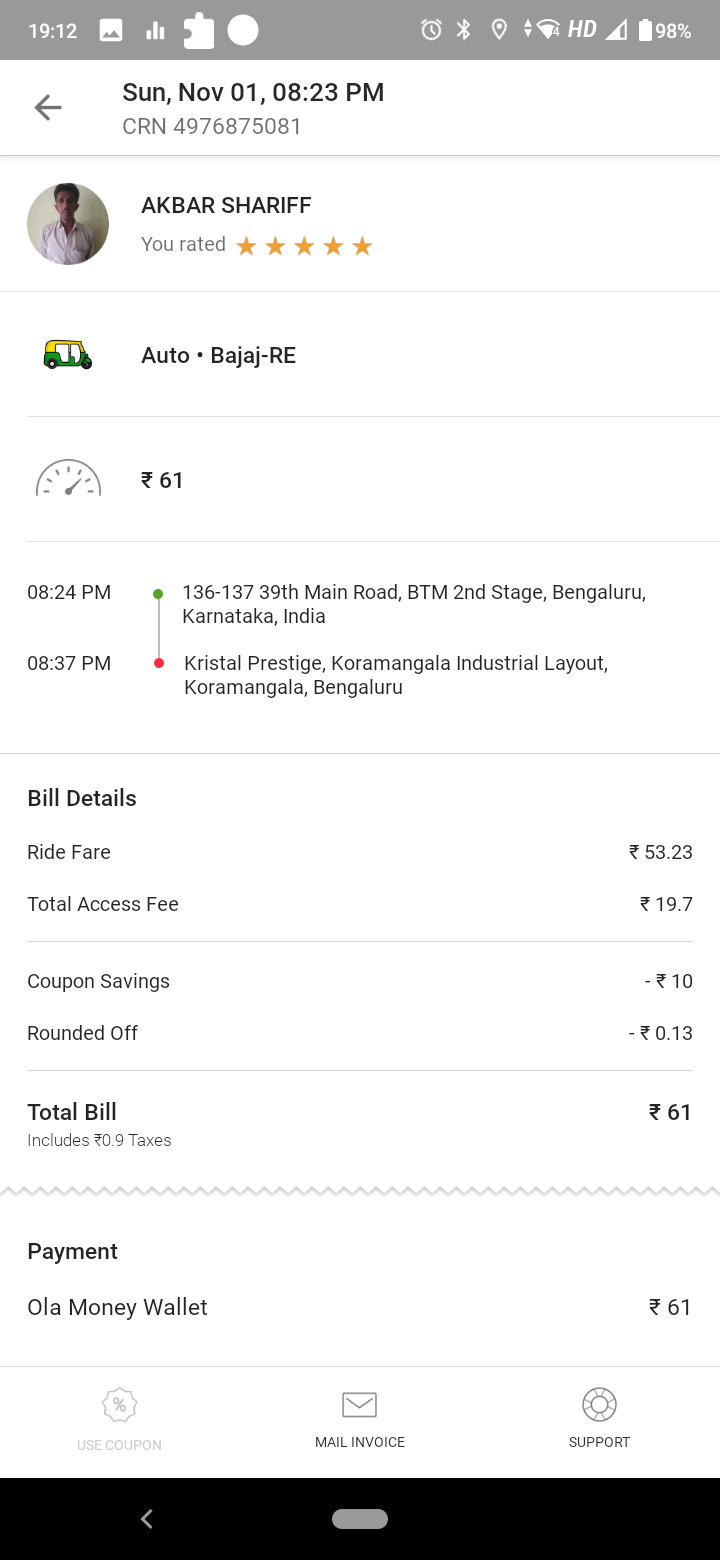 19:12 4 HD 98%
Sun, Nov 01, 08:23 PM
CRN 4976875081
AKBAR SHARIFF
You rated
Auto • Bajaj-RE
₹ 61
08:24 PM 136-137 39th Main Road, BTM 2nd Stage, Bengaluru,
Karnataka, India
08:37 PM Kristal Prestige, Koramangala Industrial Layout,
Koramangala, Bengaluru
Bill Details
Ride Fare ₹ 53.23
Total Access Fee ₹ 19.7
Coupon Savings - ₹ 10
Rounded Off - ₹ 0.13
Total Bill ₹ 61
Includes ₹0.9 Taxes
Payment
Ola Money Wallet ₹ 61
%
USE COUPON MAIL INVOICE SUPPORT